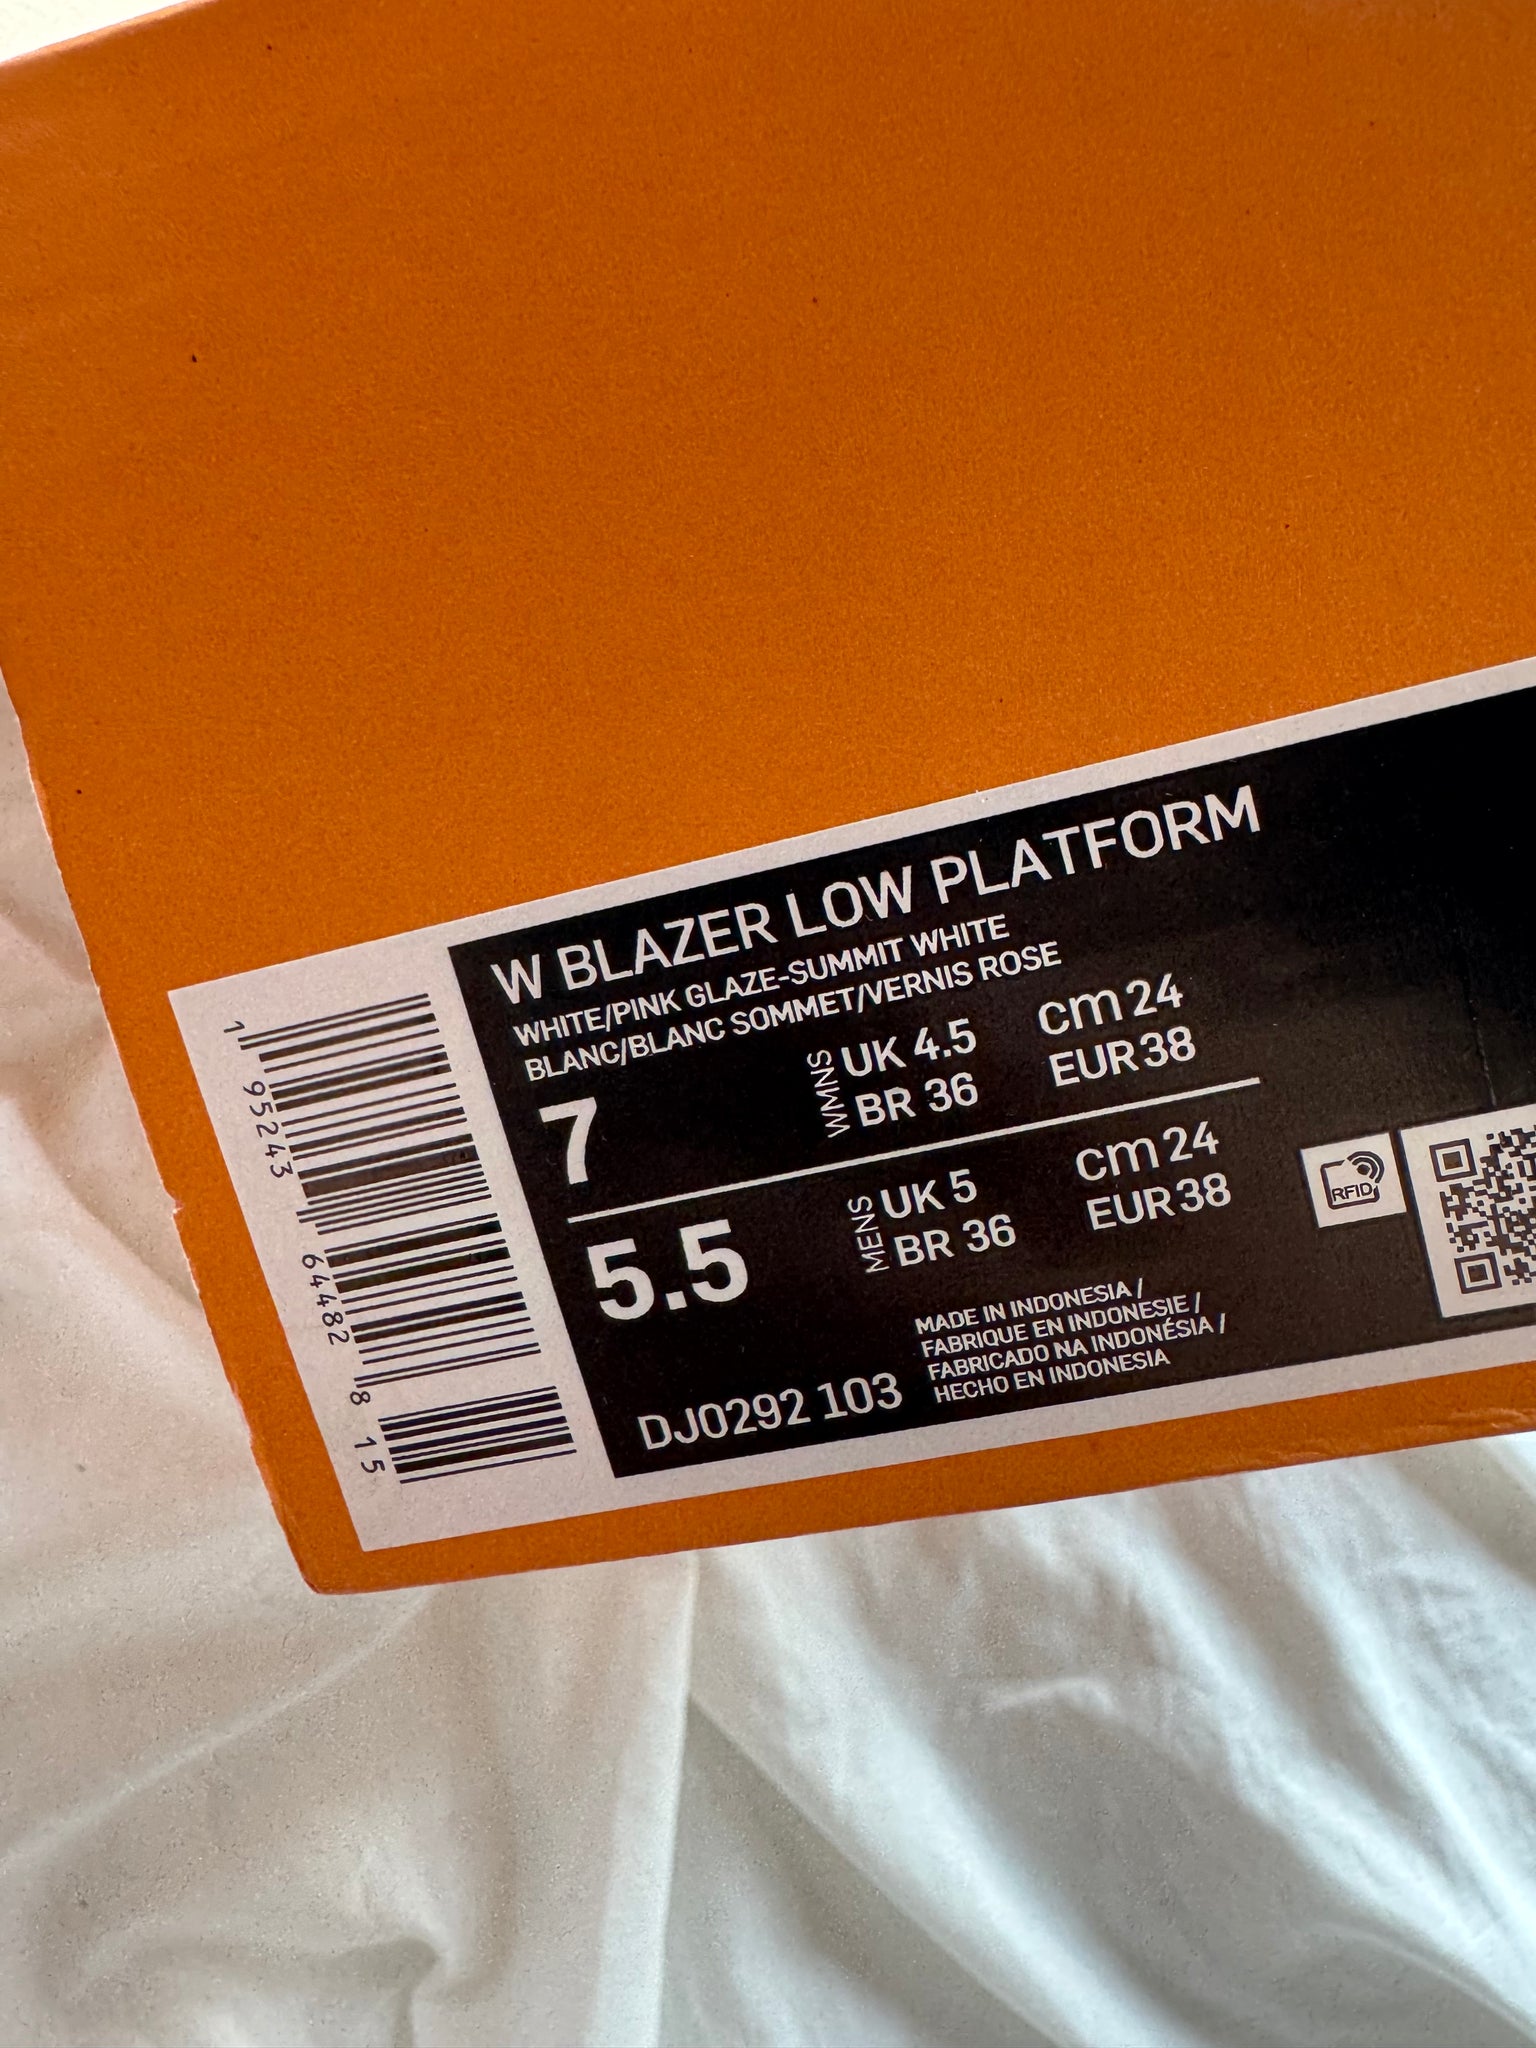 W BLAZER LOW PLATFORM
WHITE/PINK GLAZE-SUMMIT WHITE
BLANC/BLANC SOMMET/VERNIS ROSE
7
WMNS
UK 4.5
cm 24
BR 36
EUR 38
5.5
MENS
UK 5
cm 24
BR 36
EUR 38
DJ0292 103
MADE IN INDONESIA /
FABRIQUE EN INDONESIE /
FABRICADO NA INDONÉSIA /
HECHO EN INDONESIA
RFID
1 95243 64482 8 15